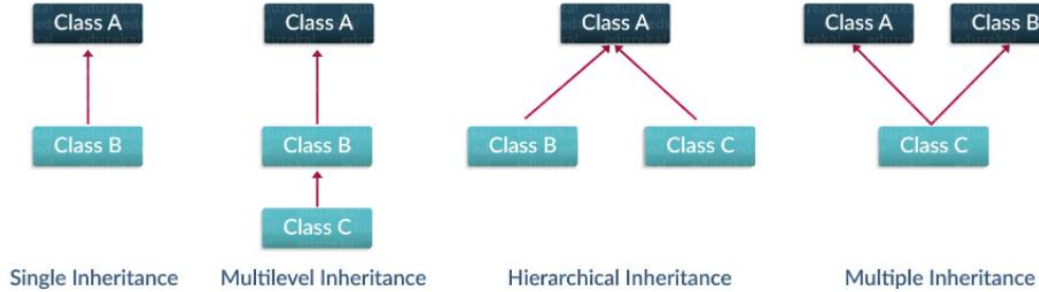 Class A
Class B
Single Inheritance
Class A
Class B
Class C
Multilevel Inheritance
Class A
Class B
Class C
Hierarchical Inheritance
Class A
Class B
Class C
Multiple Inheritance